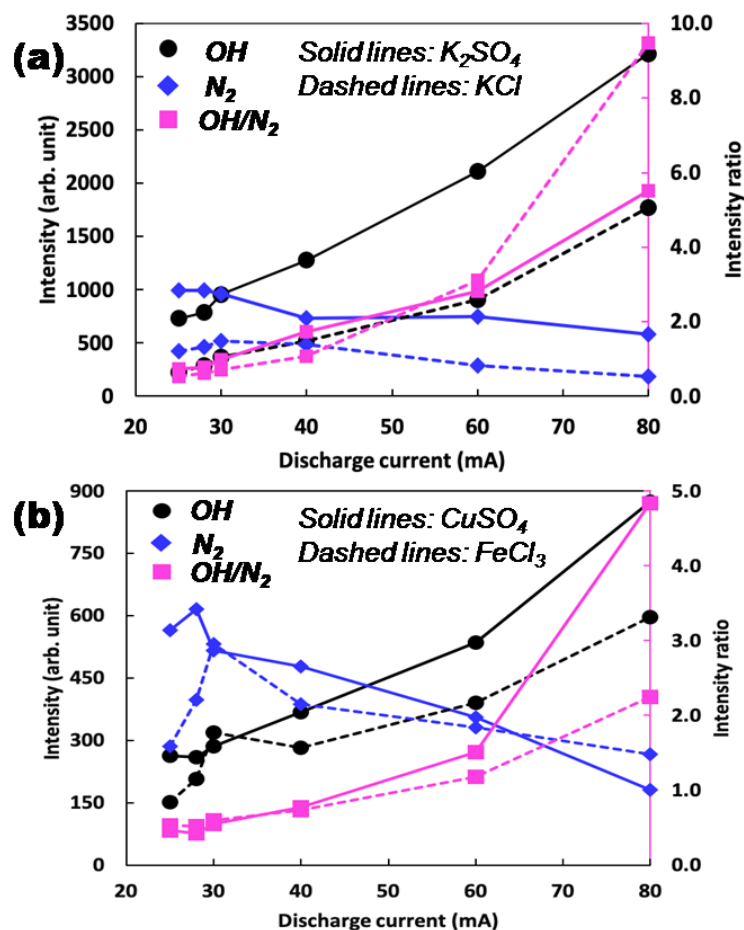 (a)
OH Solid lines: K₂SO₄
N₂ Dashed lines: KCl
OH/N₂
3500
3000
2500
2000
1500
1000
500
0
Intensity (arb. unit)
10.0
8.0
6.0
4.0
2.0
0.0
Intensity ratio
20 30 40 50 60 70 80
Discharge current (mA)
(b)
OH Solid lines: CuSO₄
N₂ Dashed lines: FeCl₃
OH/N₂
900
750
600
450
300
150
0
Intensity (arb. unit)
5.0
4.0
3.0
2.0
1.0
0.0
Intensity ratio
20 30 40 50 60 70 80
Discharge current (mA)